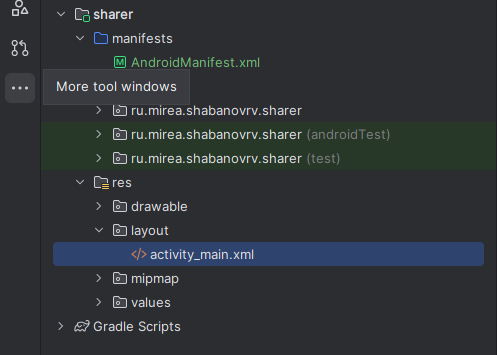 sharer
manifests
AndroidManifest.xml
More tool windows
ru.mirea.shabanovrv.sharer
ru.mirea.shabanovrv.sharer (androidTest)
ru.mirea.shabanovrv.sharer (test)
res
drawable
layout
</> activity_main.xml
mipmap
values
Gradle Scripts